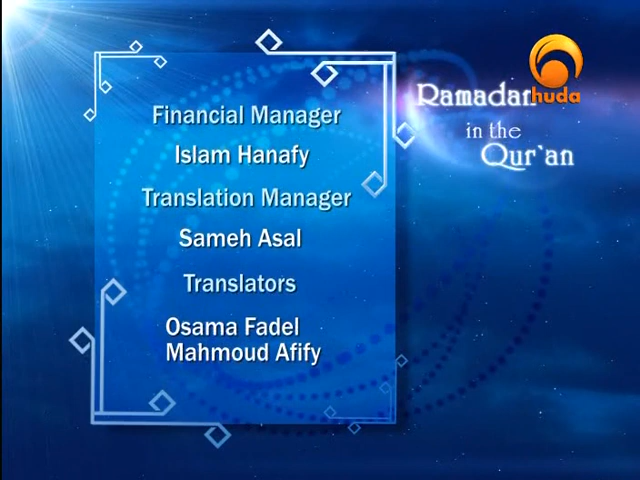 Financial Manager
Islam Hanafy
Translation Manager
Sameh Asal
Translators
Osama Fadel
Mahmoud Afify
Ramadan
in the
Qur`an
huda